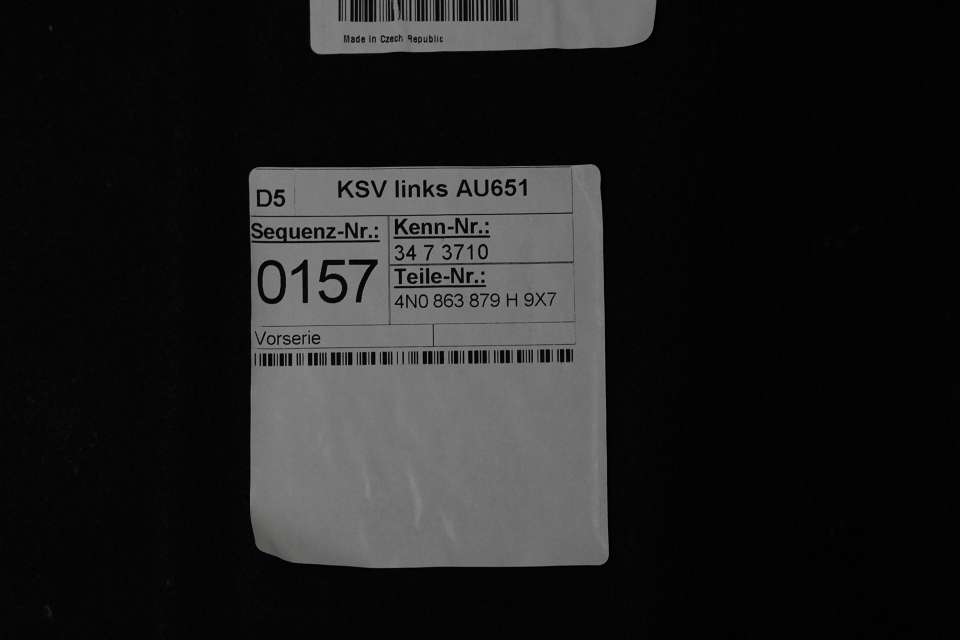 Made in Czech Republic
D5
KSV links AU651
Sequenz-Nr.:
0157
Kenn-Nr.:
34 7 3710
Teile-Nr.:
4N0 863 879 H 9X7
Vorserie